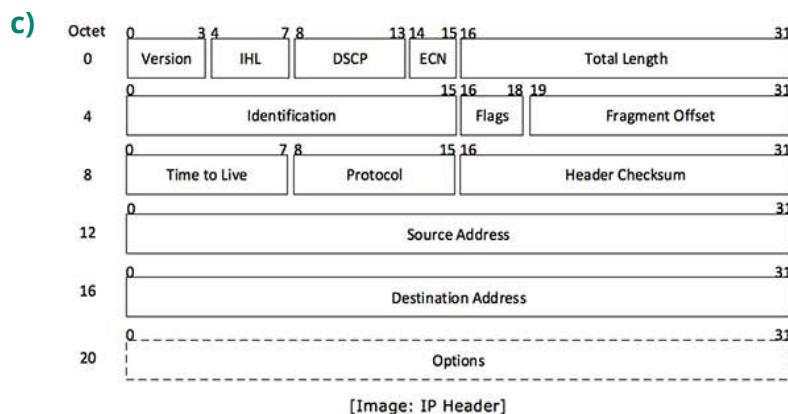 c)
Octet
0 3 4 7 8 13 14 15 16 31
0 Version IHL DSCP ECN Total Length
0 15 16 18 19 31
4 Identification Flags Fragment Offset
0 7 8 15 16 31
8 Time to Live Protocol Header Checksum
0 31
12 Source Address
0 31
16 Destination Address
0 31
20 Options
[Image: IP Header]